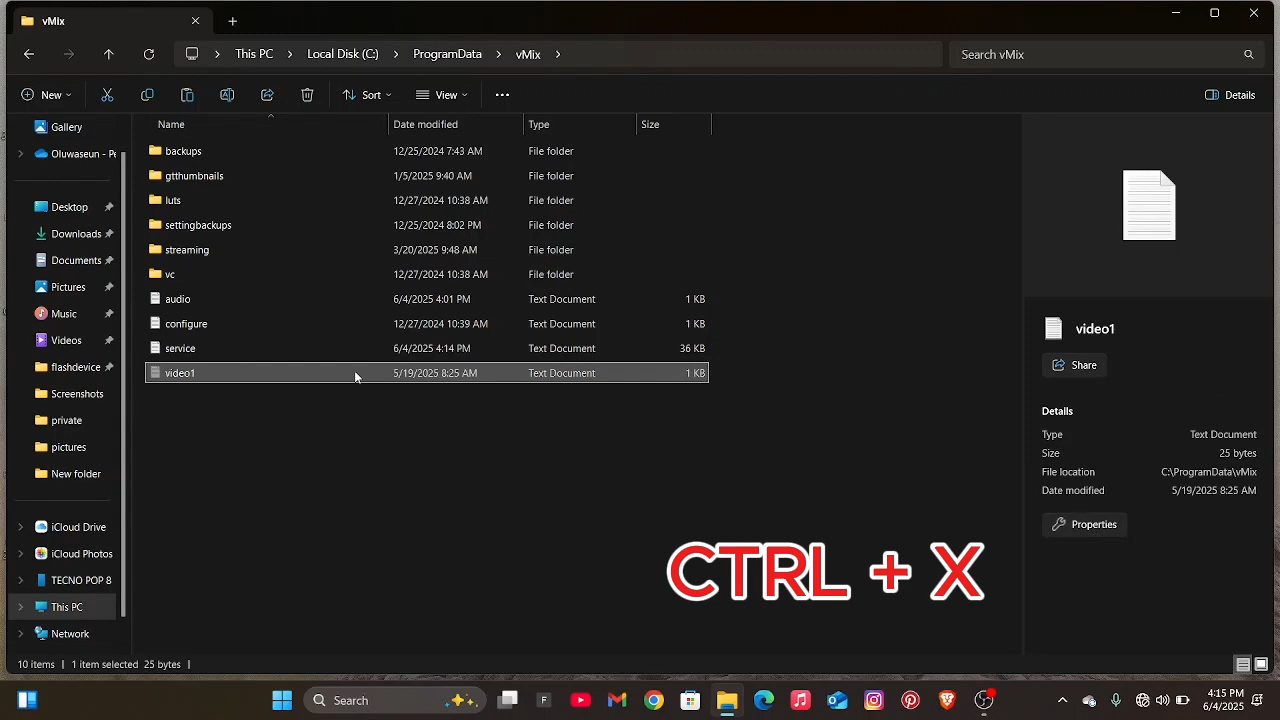 vMix
This PC
Local Disk (C:)
ProgramData
vMix
Search vMix
New
Sort
View
Details
Name
Date modified
Type
Size
Gallery
Oluwaseun - Pe
Desktop
Downloads
Documents
Pictures
Music
Videos
flashdevice
Screenshots
private
pictures
New folder
iCloud Drive
iCloud Photos
TECNO POP 8
This PC
Network
backups 12/25/2024 7:43 AM File folder
gtthumbnails 1/5/2025 9:40 AM File folder
luts 12/27/2024 10:38 AM File folder
settingbackups 12/25/2024 8:03 AM File folder
streaming 3/20/2025 9:48 AM File folder
vc 12/27/2024 10:38 AM File folder
audio 6/4/2025 4:01 PM Text Document 1 KB
configure 12/27/2024 10:39 AM Text Document 1 KB
service 6/4/2025 4:14 PM Text Document 36 KB
video1 5/19/2025 8:25 AM Text Document 1 KB
video1
Share
Details
Type Text Document
Size 25 bytes
File location C:\ProgramData\vMix
Date modified 5/19/2025 8:25 AM
Properties
CTRL + X
10 items 1 item selected 25 bytes
Search
4:15 PM
6/4/2025